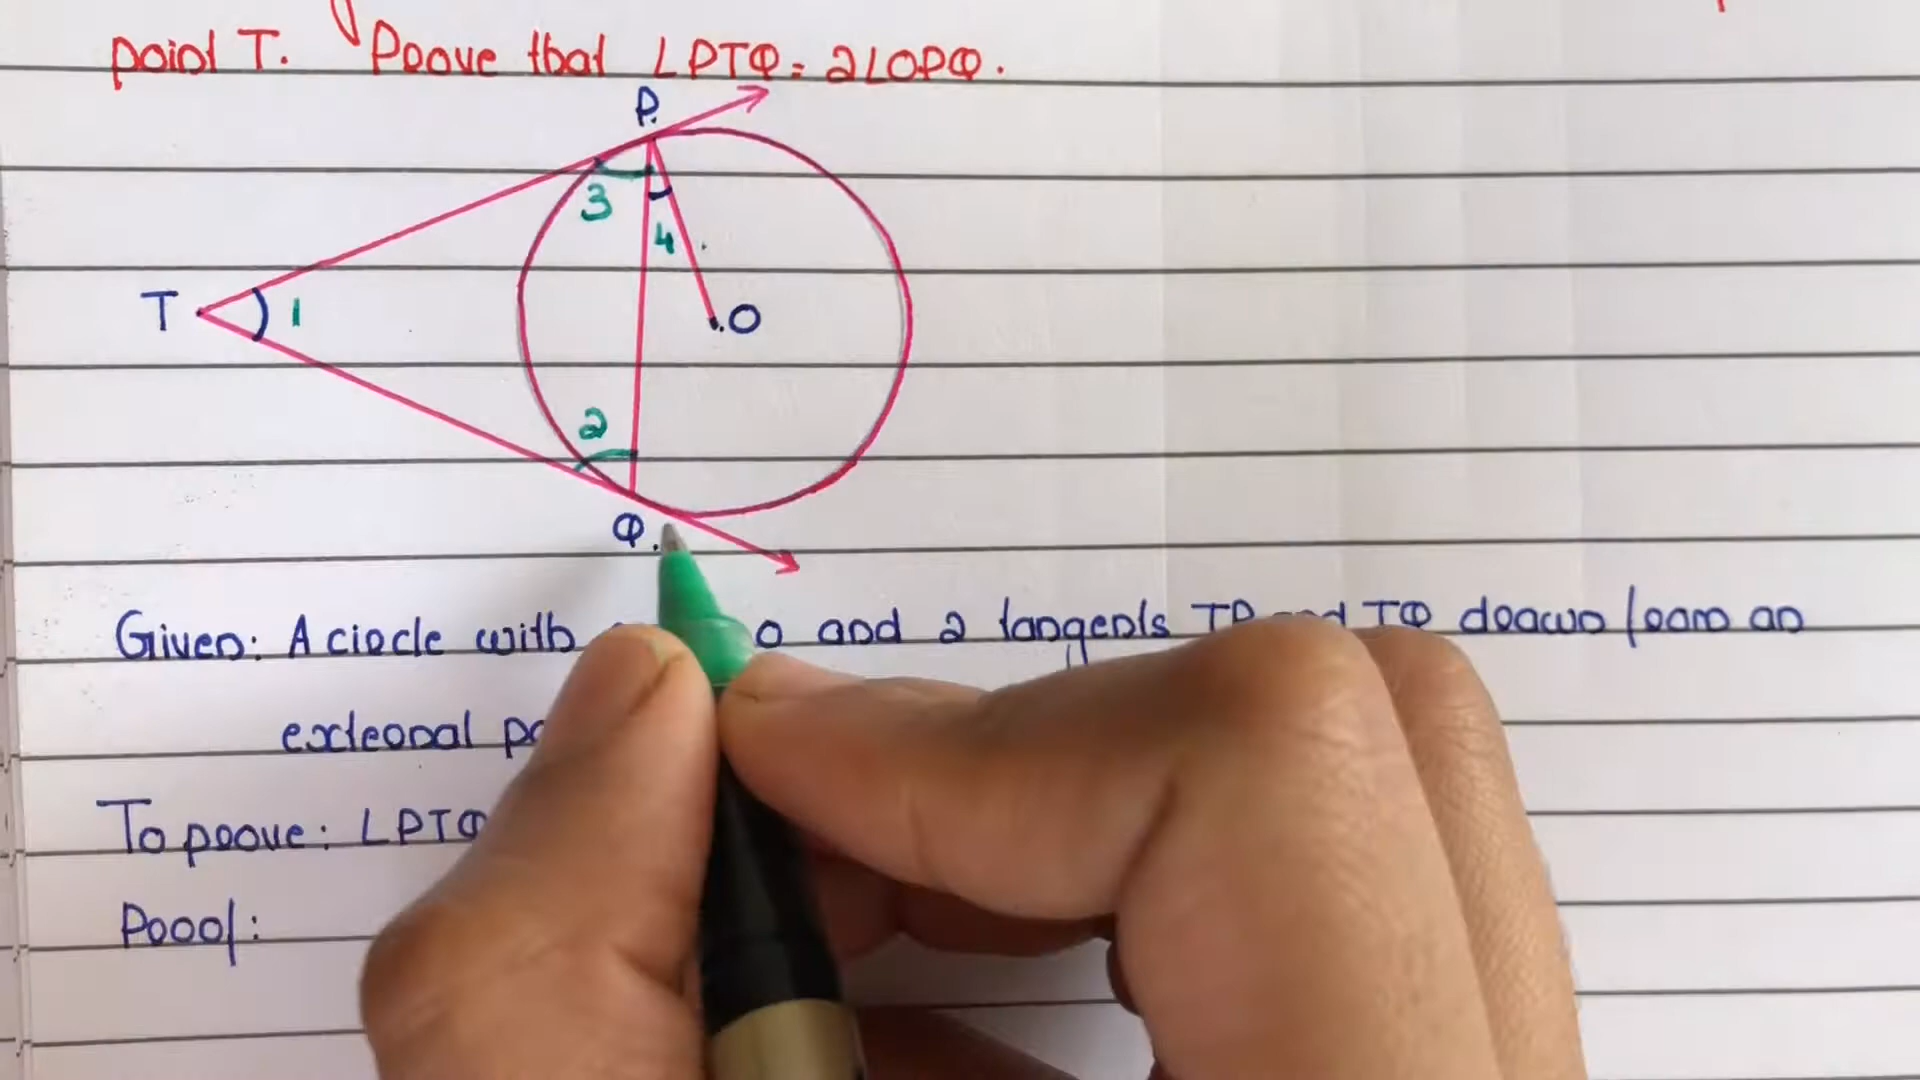 point T. Prove that ∠PTQ = 2∠OPQ.
P
3
4
T
1
O
2
Q
Given: A circle with O and 2 tangents TP and TQ drawn from an
external
To prove: ∠PTQ
Proof: